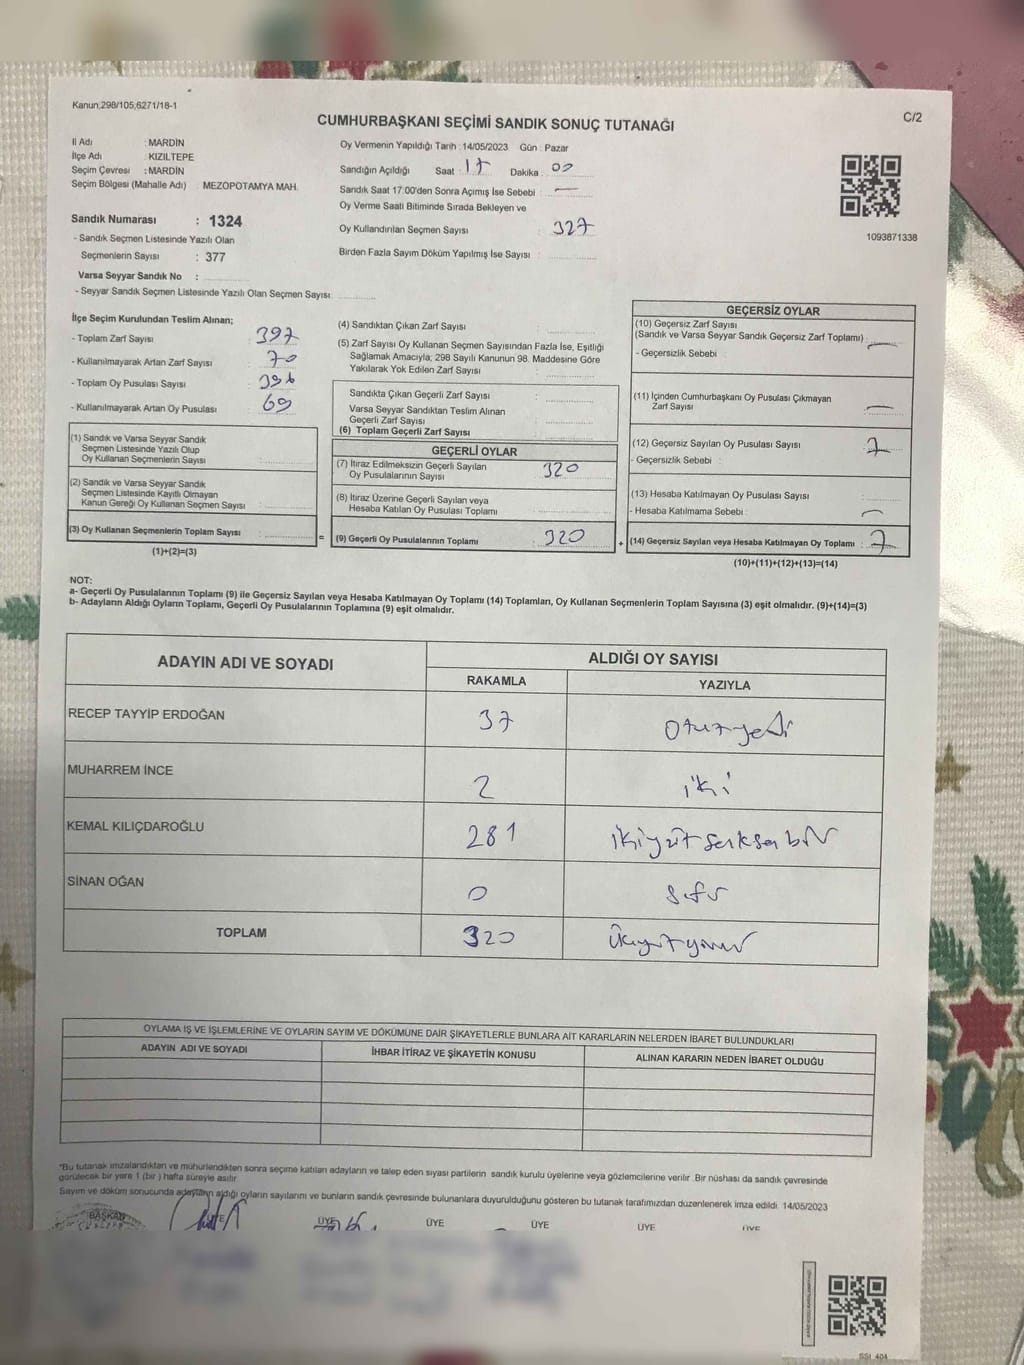 Kanun;298/105,6271/18-1
C/2
CUMHURBAŞKANI SEÇİMİ SANDIK SONUÇ TUTANAĞI
İl Adı : MARDİN
İlçe Adı : KIZILTEPE
Seçim Çevresi : MARDİN
Seçim Bölgesi (Mahalle Adı) : MEZOPOTAMYA MAH.
Sandık Numarası : 1324
- Sandık Seçmen Listesinde Yazılı Olan
Seçmenlerin Sayısı : 377
Varsa Seyyar Sandık No :
- Seyyar Sandık Seçmen Listesinde Yazılı Olan Seçmen Sayısı:
Oy Vermenin Yapıldığı Tarih : 14/05/2023 Gün : Pazar
Sandığın Açıldığı Saat : 17 Dakika : 00
Sandık Saat 17:00'den Sonra Açımış İse Sebebi : —
Oy Verme Saati Bitiminde Sırada Bekleyen ve
Oy Kullandırılan Seçmen Sayısı : 327
Birden Fazla Sayım Döküm Yapılmış İse Sayısı :
1093871338
İlçe Seçim Kurulundan Teslim Alınan;
- Toplam Zarf Sayısı : 397
- Kullanılmayarak Artan Zarf Sayısı : 70
- Toplam Oy Pusulası Sayısı : 396
- Kullanılmayarak Artan Oy Pusulası : 69
(1) Sandık ve Varsa Seyyar Sandık
Seçmen Listesinde Yazılı Olup
Oy Kullanan Seçmenlerin Sayısı :
(2) Sandık ve Varsa Seyyar Sandık
Seçmen Listesinde Kayıtlı Olmayan
Kanun Gereği Oy Kullanan Seçmen Sayısı :
(3) Oy Kullanan Seçmenlerin Toplam Sayısı :
(1)+(2)=(3)
=
(4) Sandıktan Çıkan Zarf Sayısı :
(5) Zarf Sayısı Oy Kullanan Seçmen Sayısından Fazla İse, Eşitliği
Sağlamak Amacıyla; 298 Sayılı Kanunun 98. Maddesine Göre
Yakılarak Yok Edilen Zarf Sayısı :
Sandıkta Çıkan Geçerli Zarf Sayısı :
Varsa Seyyar Sandıktan Teslim Alınan
Geçerli Zarf Sayısı :
(6) Toplam Geçerli Zarf Sayısı :
GEÇERLİ OYLAR
(7) İtiraz Edilmeksizin Geçerli Sayılan
Oy Pusulalarının Sayısı : 320
(8) İtiraz Üzerine Geçerli Sayılan veya
Hesaba Katılan Oy Pusulası Toplamı :
(9) Geçerli Oy Pusulalarının Toplamı : 320
+
GEÇERSİZ OYLAR
(10) Geçersiz Zarf Sayısı
(Sandık ve Varsa Seyyar Sandık Geçersiz Zarf Toplamı) : —
- Geçersizlik Sebebi :
(11) İçinden Cumhurbaşkanı Oy Pusulası Çıkmayan
Zarf Sayısı : —
(12) Geçersiz Sayılan Oy Pusulası Sayısı : 7
- Geçersizlik Sebebi :
(13) Hesaba Katılmayan Oy Pusulası Sayısı :
- Hesaba Katılmama Sebebi : —
(14) Geçersiz Sayılan veya Hesaba Katılmayan Oy Toplamı : 7
(10)+(11)+(12)+(13)=(14)
NOT:
a- Geçerli Oy Pusulalarının Toplamı (9) ile Geçersiz Sayılan veya Hesaba Katılmayan Oy Toplamı (14) Toplamları, Oy Kullanan Seçmenlerin Toplam Sayısına (3) eşit olmalıdır. (9)+(14)=(3)
b- Adayların Aldığı Oyların Toplamı, Geçerli Oy Pusulalarının Toplamına (9) eşit olmalıdır.
ADAYIN ADI VE SOYADI
ALDIĞI OY SAYISI
RAKAMLA YAZIYLA
RECEP TAYYİP ERDOĞAN 37 otuzyedi
MUHARREM İNCE 2 iki
KEMAL KILIÇDAROĞLU 281 ikiyüzseksenbir
SİNAN OĞAN 0 sıfır
TOPLAM 320 üçyüzyirmi
OYLAMA İŞ VE İŞLEMLERİNE VE OYLARIN SAYIM VE DÖKÜMÜNE DAİR ŞİKAYETLERLE BUNLARA AİT KARARLARIN NELERDEN İBARET BULUNDUKLARI
ADAYIN ADI VE SOYADI İHBAR İTİRAZ VE ŞİKAYETİN KONUSU ALINAN KARARIN NEDEN İBARET OLDUĞU
*Bu tutanak imzalandıktan ve mühürlendikten sonra seçime katılan adayların ve talep eden siyasi partilerin sandık kurulu üyelerine veya gözlemcilerine verilir .Bir nüshası da sandık çevresinde
görülecek bir yere 1 (bir ) hafta süreyle asılır.
Sayım ve döküm sonucunda adayların aldığı oyların sayılarını ve bunların sandık çevresinde bulunanlara duyurulduğunu gösteren bu tutanak tarafımızdan düzenlenerek imza edildi. 14/05/2023
BAŞKAN ÜYE ÜYE ÜYE ÜYE ÜYE
SSI_404